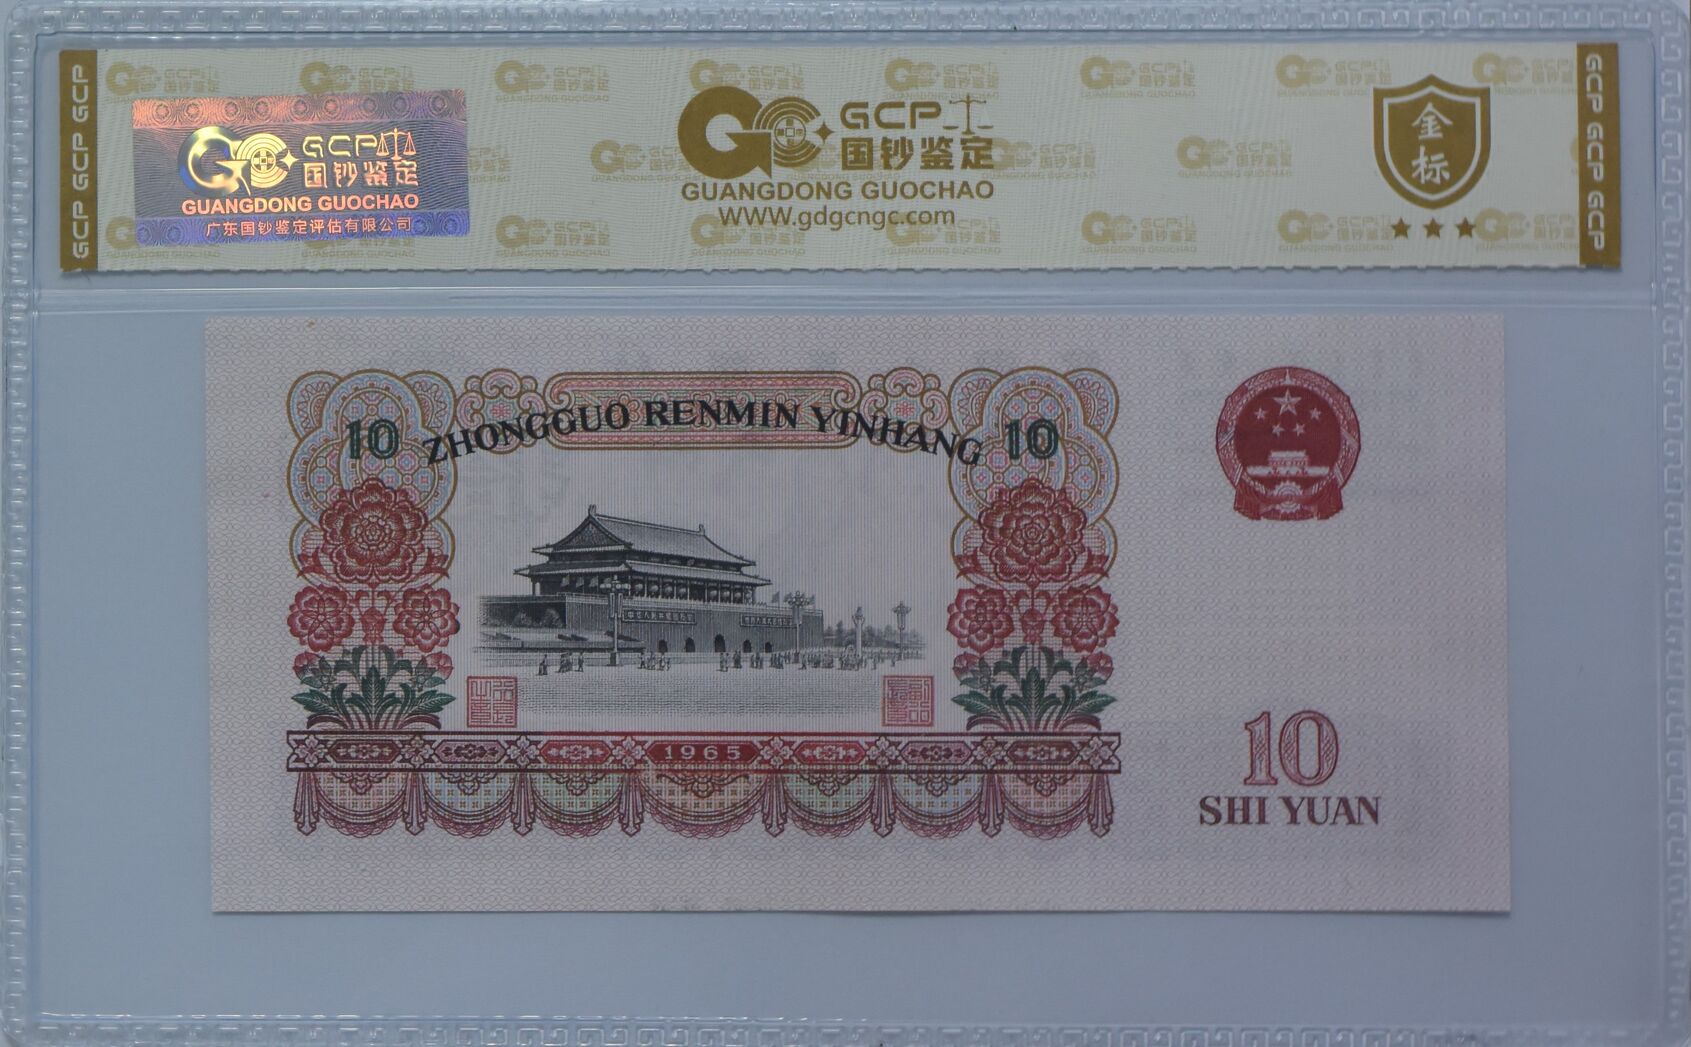 GCP GCP GCP
GCP
国钞鉴定
GUANGDONG GUOCHAO
广东国钞鉴定评估有限公司
GCP
国钞鉴定
GUANGDONG GUOCHAO
WWW.gdgcngc.com
金
标
GCP GCP GCP
10 ZHONGGUO RENMIN YINHANG 10
1965
10
SHI YUAN